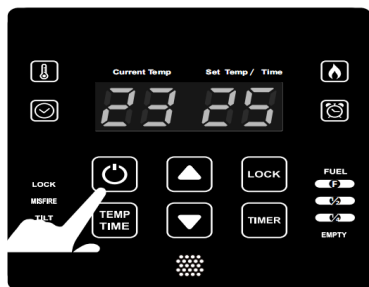 Current Temp Set Temp / Time
23 25
LOCK
FUEL
LOCK
F
MISFIRE
TILT
TEMP
TIME
TIMER
EMPTY